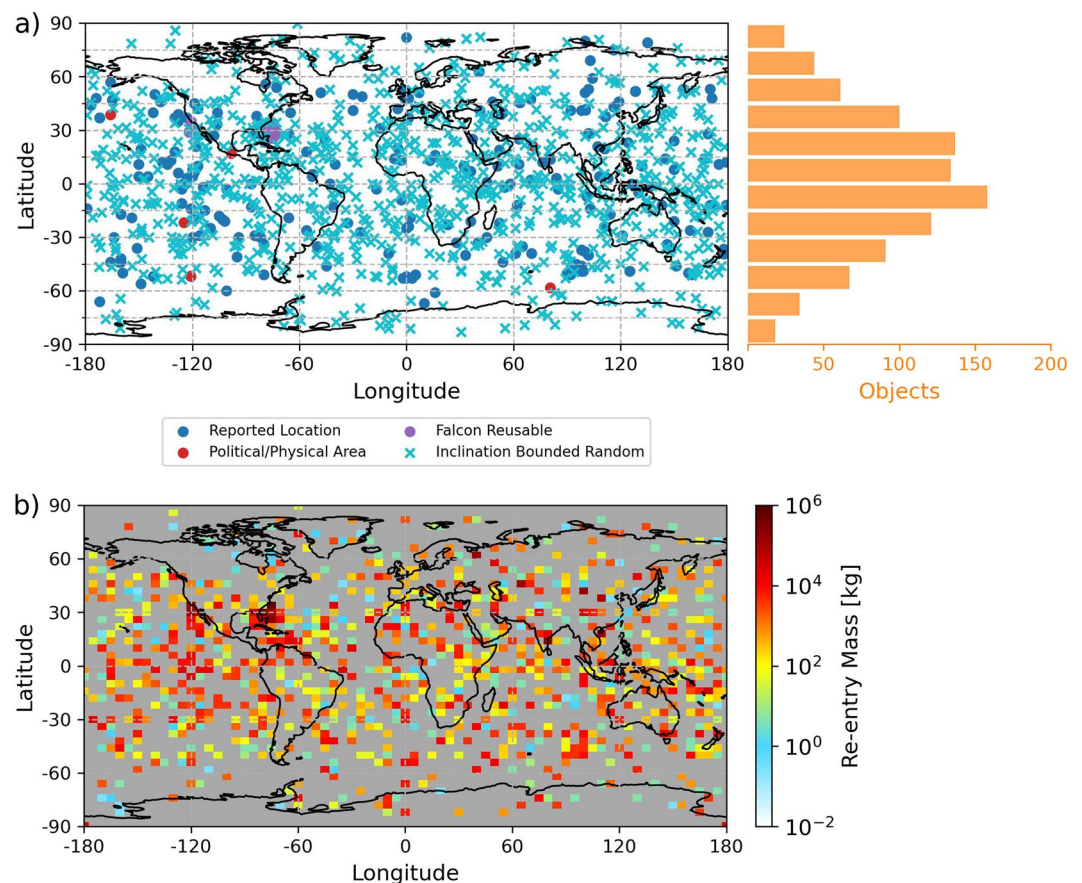 a)
90
60
30
0
-30
-60
-90
Latitude
-180 -120 -60 0 60 120 180
Longitude
50 100 150 200
Objects
Reported Location Falcon Reusable
Political/Physical Area Inclination Bounded Random
b)
90
60
30
0
-30
-60
-90
Latitude
-180 -120 -60 0 60 120 180
Longitude
10⁶
10⁴
10²
10⁰
10⁻²
Re-entry Mass [kg]